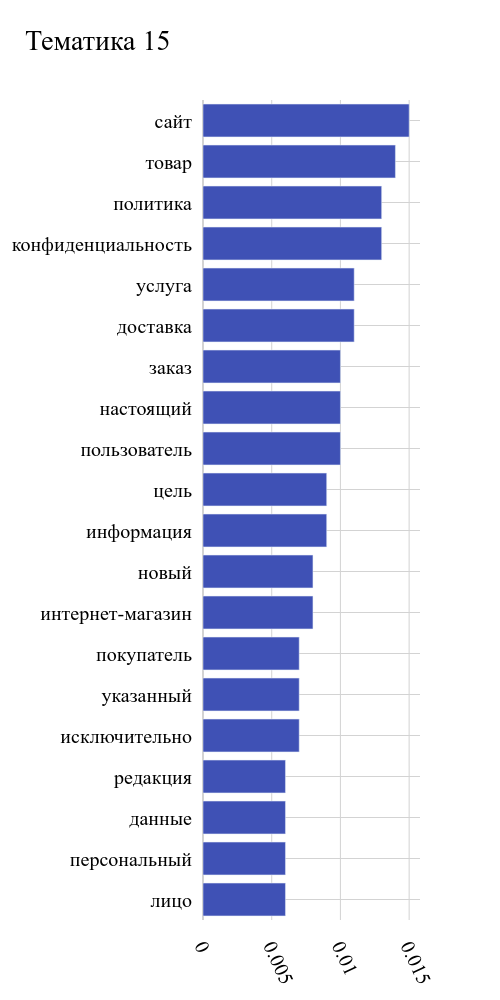 Тематика 15
сайт
товар
политика
конфиденциальность
услуга
доставка
заказ
настоящий
пользователь
цель
информация
новый
интернет-магазин
покупатель
указанный
исключительно
редакция
данные
персональный
лицо
0
0.005
0.01
0.015